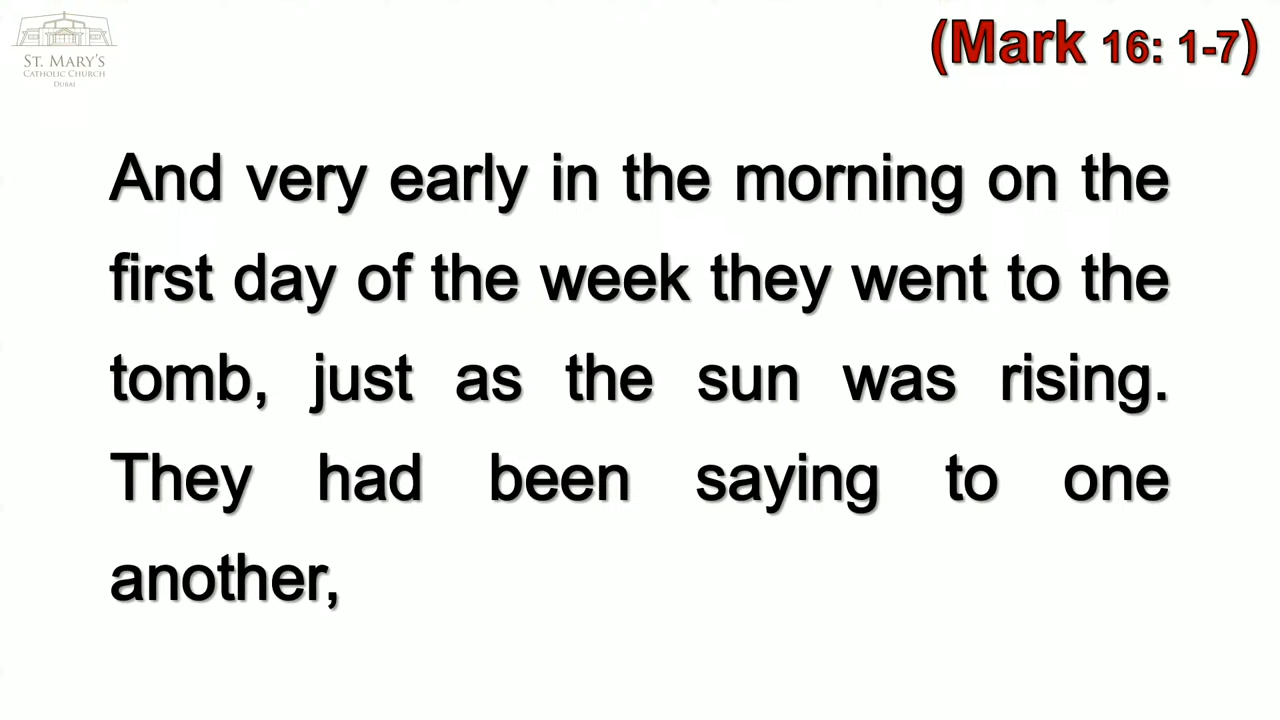 ST. MARY'S
CATHOLIC CHURCH
DUBAI
(Mark 16: 1-7)
And very early in the morning on the
first day of the week they went to the
tomb, just as the sun was rising.
They had been saying to one
another,